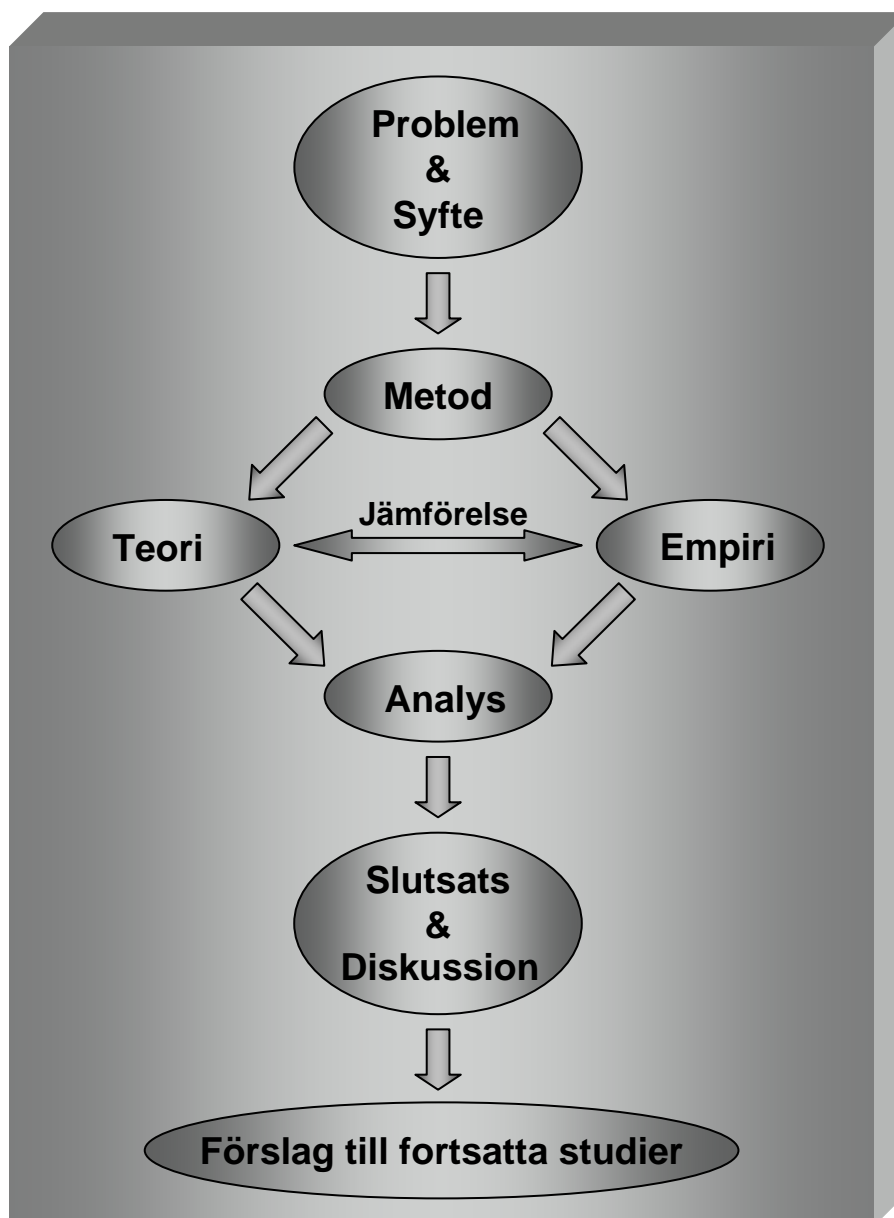 Problem
&
Syfte
Metod
Jämförelse
Teori
Empiri
Analys
Slutsats
&
Diskussion
Förslag till fortsatta studier